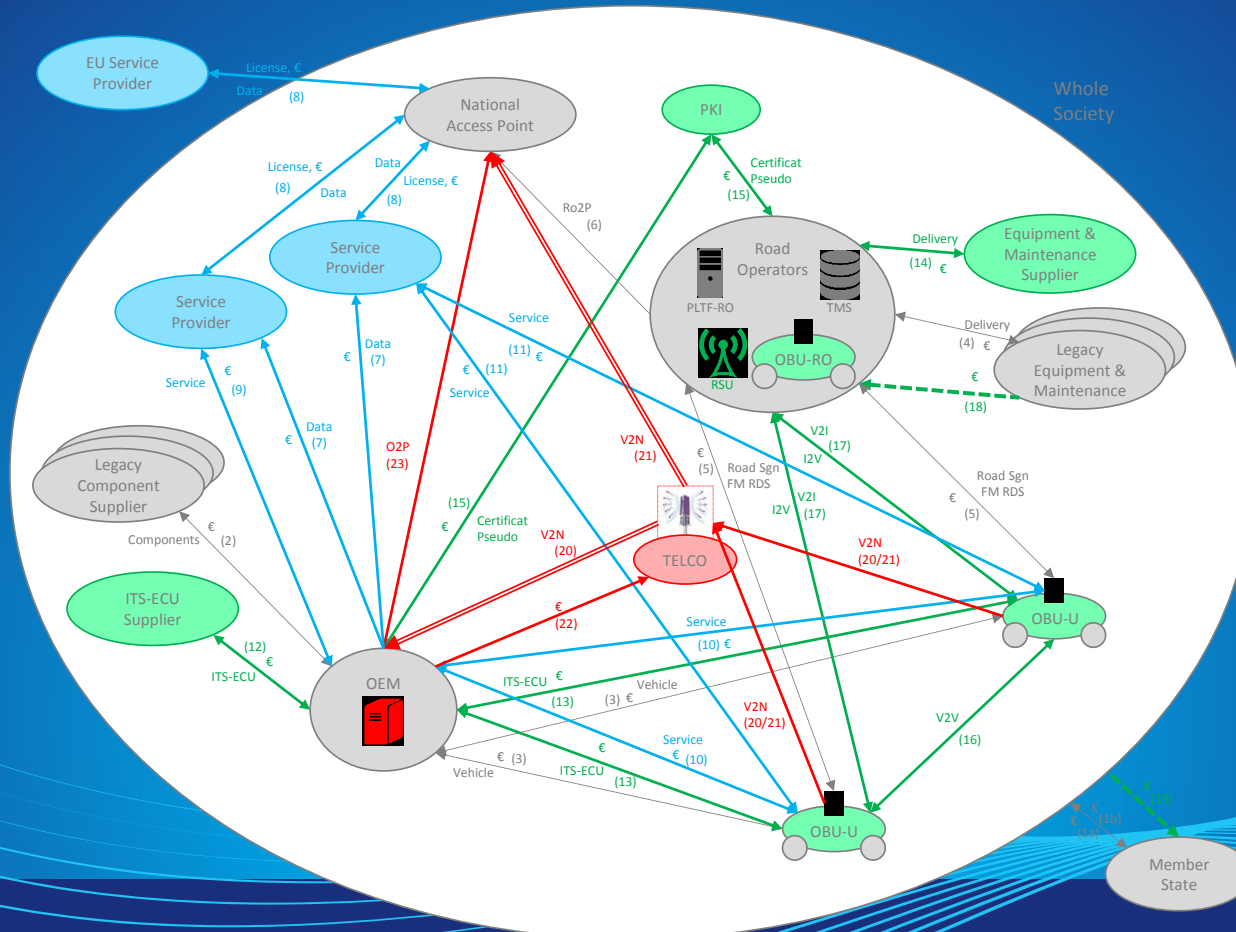 EU Service
Provider
License, €
Data
(8)
National
Access Point
PKI
Whole
Society
License, €
(8)
Data
Data
License, €
(8)
Ro2P
(6)
€
Certificat
Pseudo
(15)
Service
Provider
Service
Provider
Road
Operators
PLTF-RO
TMS
RSU
OBU-RO
Delivery
(14) €
Equipment &
Maintenance
Supplier
Delivery
(4) €
Legacy
Equipment &
Maintenance
€
(18)
Service
(11) €
€ (11)
Service
€
Service
(9)
€ Data
(7)
€ Data
(7)
O2P
(23)
V2N
(21)
€
(5)
Road Sgn
FM RDS
V2I
(17)
I2V
V2I
I2V
(17)
Road Sgn
FM RDS
€
(5)
Legacy
Component
Supplier
€
(2)
Components
(15)
€
Certificat
Pseudo
V2N
(20)
TELCO
V2N
(20/21)
ITS-ECU
Supplier
(12)
€
ITS-ECU
€
(22)
Service
(10) €
OBU-U
OEM
ITS-ECU €
(13)
Vehicle
(3) €
V2N
(20/21)
V2V
(16)
Service
€ (10)
€
ITS-ECU
(13)
€ (3)
Vehicle
OBU-U
€
(19)
€
(1b)
€
(1a)
Member
State